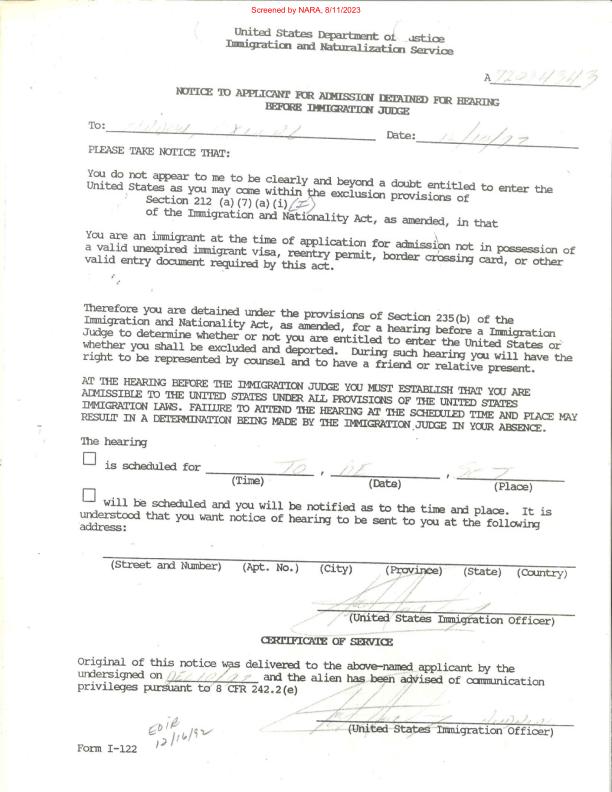 Screened by NARA, 8/11/2023
United States Department of Justice
Immigration and Naturalization Service
A
NOTICE TO APPLICANT FOR ADMISSION DETAINED FOR HEARING
BEFORE IMMIGRATION JUDGE
To: Date:
PLEASE TAKE NOTICE THAT:
You do not appear to me to be clearly and beyond a doubt entitled to enter the
United States as you may come within the exclusion provisions of
Section 212 (a)(7)(a)(i)(I)
of the Immigration and Nationality Act, as amended, in that
You are an immigrant at the time of application for admission not in possession of
a valid unexpired immigrant visa, reentry permit, border crossing card, or other
valid entry document required by this act.
Therefore you are detained under the provisions of Section 235(b) of the
Immigration and Nationality Act, as amended, for a hearing before a Immigration
Judge to determine whether or not you are entitled to enter the United States or
whether you shall be excluded and deported. During such hearing you will have the
right to be represented by counsel and to have a friend or relative present.
AT THE HEARING BEFORE THE IMMIGRATION JUDGE YOU MUST ESTABLISH THAT YOU ARE
ADMISSIBLE TO THE UNITED STATES UNDER ALL PROVISIONS OF THE UNITED STATES
IMMIGRATION LAWS. FAILURE TO ATTEND THE HEARING AT THE SCHEDULED TIME AND PLACE MAY
RESULT IN A DETERMINATION BEING MADE BY THE IMMIGRATION JUDGE IN YOUR ABSENCE.
The hearing
is scheduled for TO , BE , SET
(Time) (Date) (Place)
will be scheduled and you will be notified as to the time and place. It is
understood that you want notice of hearing to be sent to you at the following
address:
(Street and Number) (Apt. No.) (City) (Province) (State) (Country)
(United States Immigration Officer)
CERTIFICATE OF SERVICE
Original of this notice was delivered to the above-named applicant by the
undersigned on DEC 10/92 and the alien has been advised of communication
privileges pursuant to 8 CFR 242.2(e)
(United States Immigration Officer)
EOIR
12/16/92
Form I-122